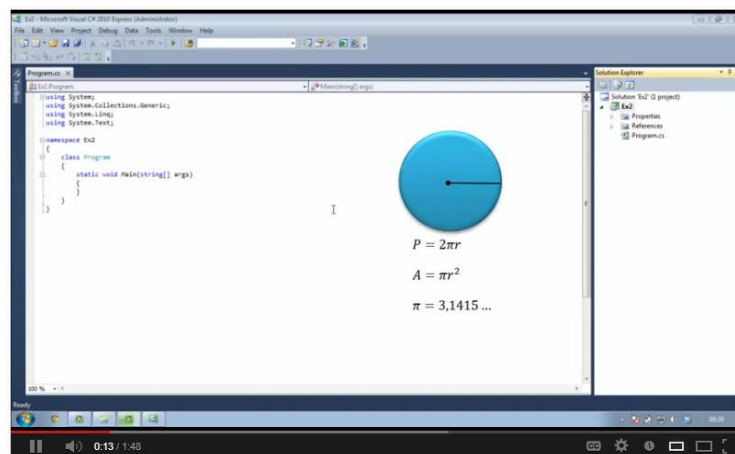 Ex2 - Microsoft Visual C# 2010 Express (Administrator)
File Edit View Project Debug Data Tools Window Help
Program.cs
Ex2.Program
Main(string[] args)
Toolbox
using System;
using System.Collections.Generic;
using System.Linq;
using System.Text;
namespace Ex2
{
class Program
{
static void Main(string[] args)
{
}
}
}
P = 2πr
A = πr²
π = 3,1415 ...
Solution Explorer
Solution 'Ex2' (1 project)
Ex2
Properties
References
Program.cs
100 %
Ready
0:13 / 1:48
CC